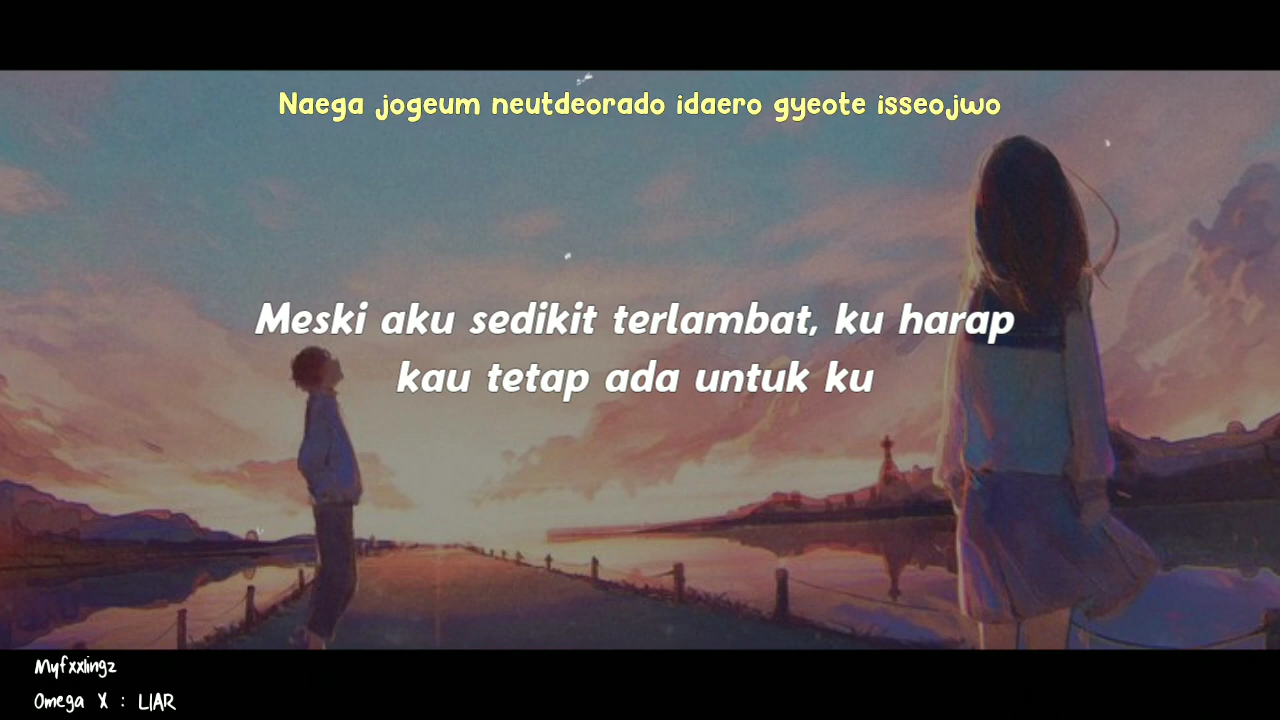 Naega jogeum neutdeorado idaero gyeote isseojwo
Meski aku sedikit terlambat, ku harap
kau tetap ada untuk ku
Myfxxlingz
Omega X : LIAR